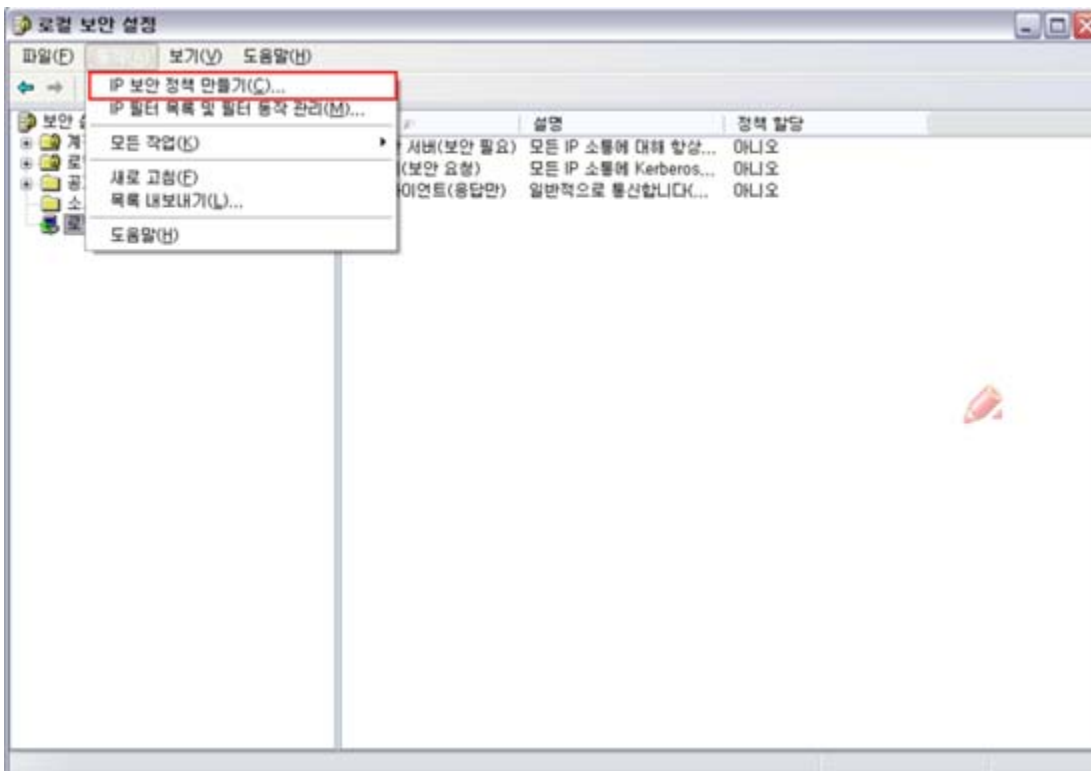 로컬 보안 설정
파일(F) 보기(V) 도움말(H)
IP 보안 정책 만들기(C)...
IP 필터 목록 및 필터 동작 관리(M)...
모든 작업(K)
새로 고침(F)
목록 내보내기(L)...
도움말(H)
보안
계
로
공
소
로
설명 정책 할당
서버(보안 필요) 모든 IP 소통에 대해 항상... 아니오
(보안 요청) 모든 IP 소통에 Kerberos... 아니오
이언트(응답만) 일반적으로 통신합니다(... 아니오